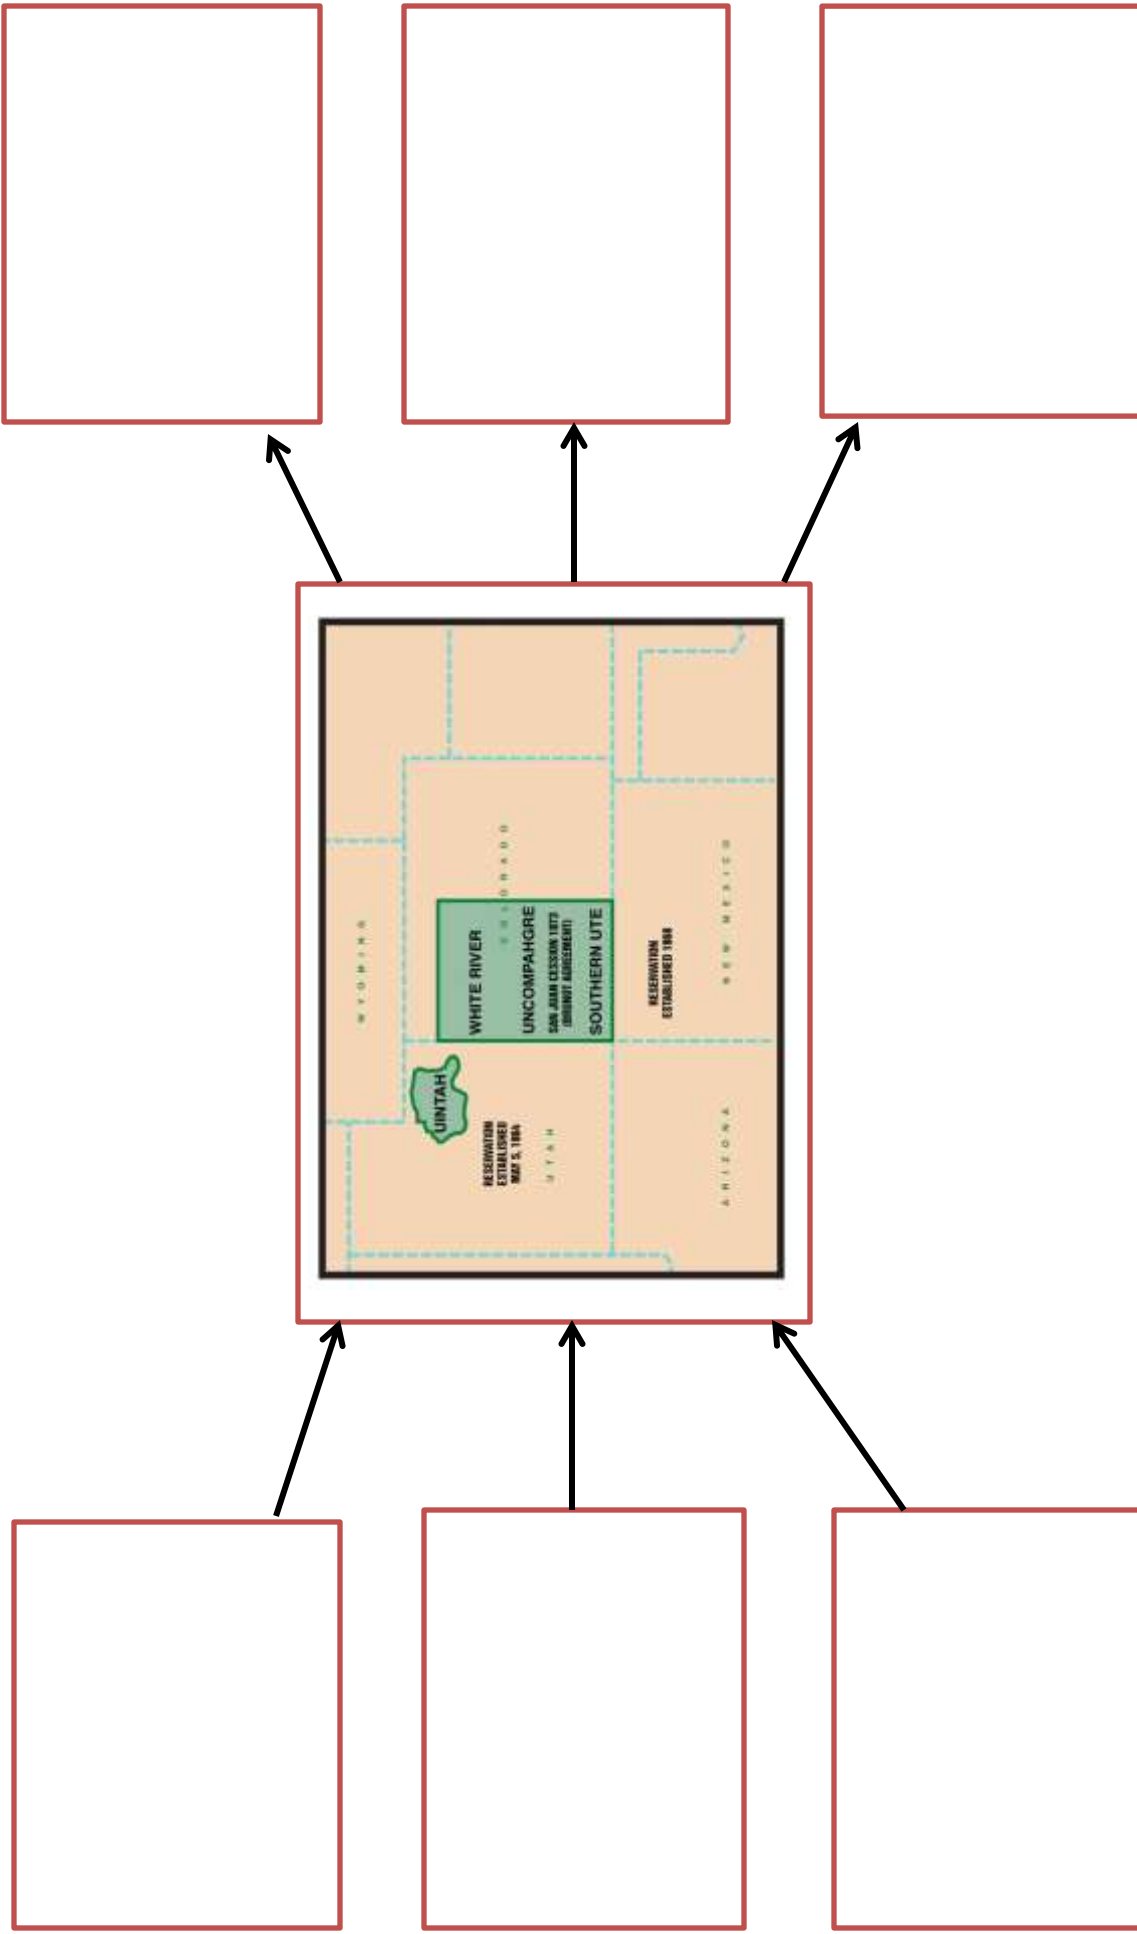 WYOMING
UINTAH
WHITE RIVER
COLORADO
UNCOMPAHGRE
SAN JUAN CESSION 1873
(BRUNOT AGREEMENT)
SOUTHERN UTE
RESERVATION
ESTABLISHED
MAY 5, 1864
UTAH
RESERVATION
ESTABLISHED 1868
ARIZONA
NEW MEXICO